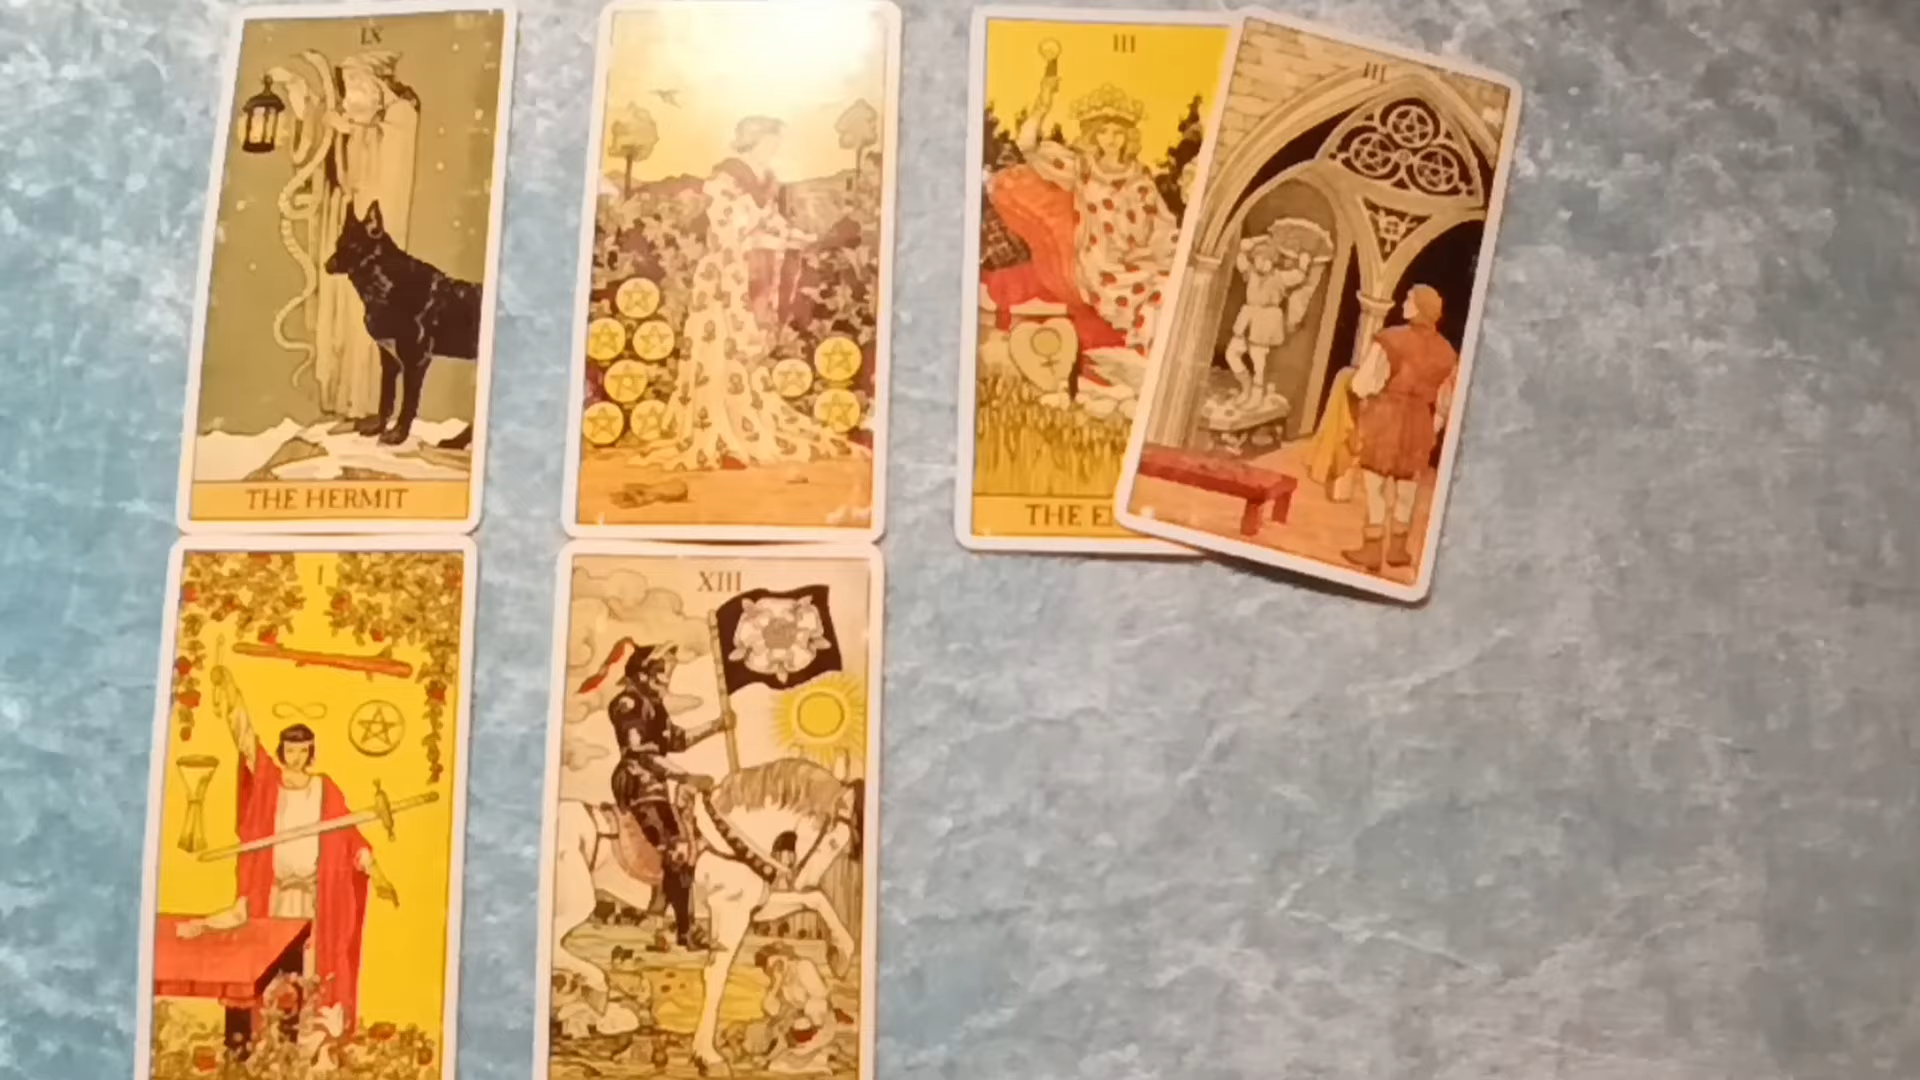 IX
THE HERMIT
III
THE E
III
I
XIII